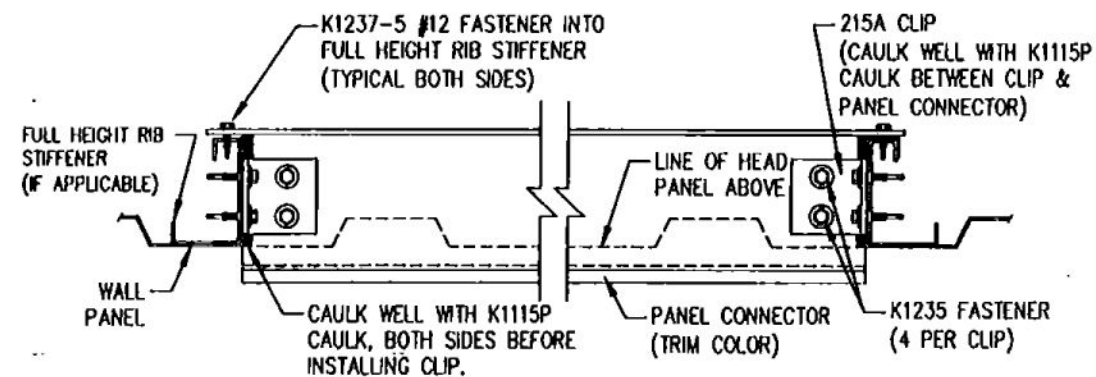 K1237-5 #12 FASTENER INTO
FULL HEIGHT RIB STIFFENER
(TYPICAL BOTH SIDES)
215A CLIP
(CAULK WELL WITH K1115P
CAULK BETWEEN CLIP &
PANEL CONNECTOR)
FULL HEIGHT RIB
STIFFENER
(IF APPLICABLE)
LINE OF HEAD
PANEL ABOVE
WALL
PANEL
CAULK WELL WITH K1115P
CAULK, BOTH SIDES BEFORE
INSTALLING CLIP.
PANEL CONNECTOR
(TRIM COLOR)
K1235 FASTENER
(4 PER CLIP)